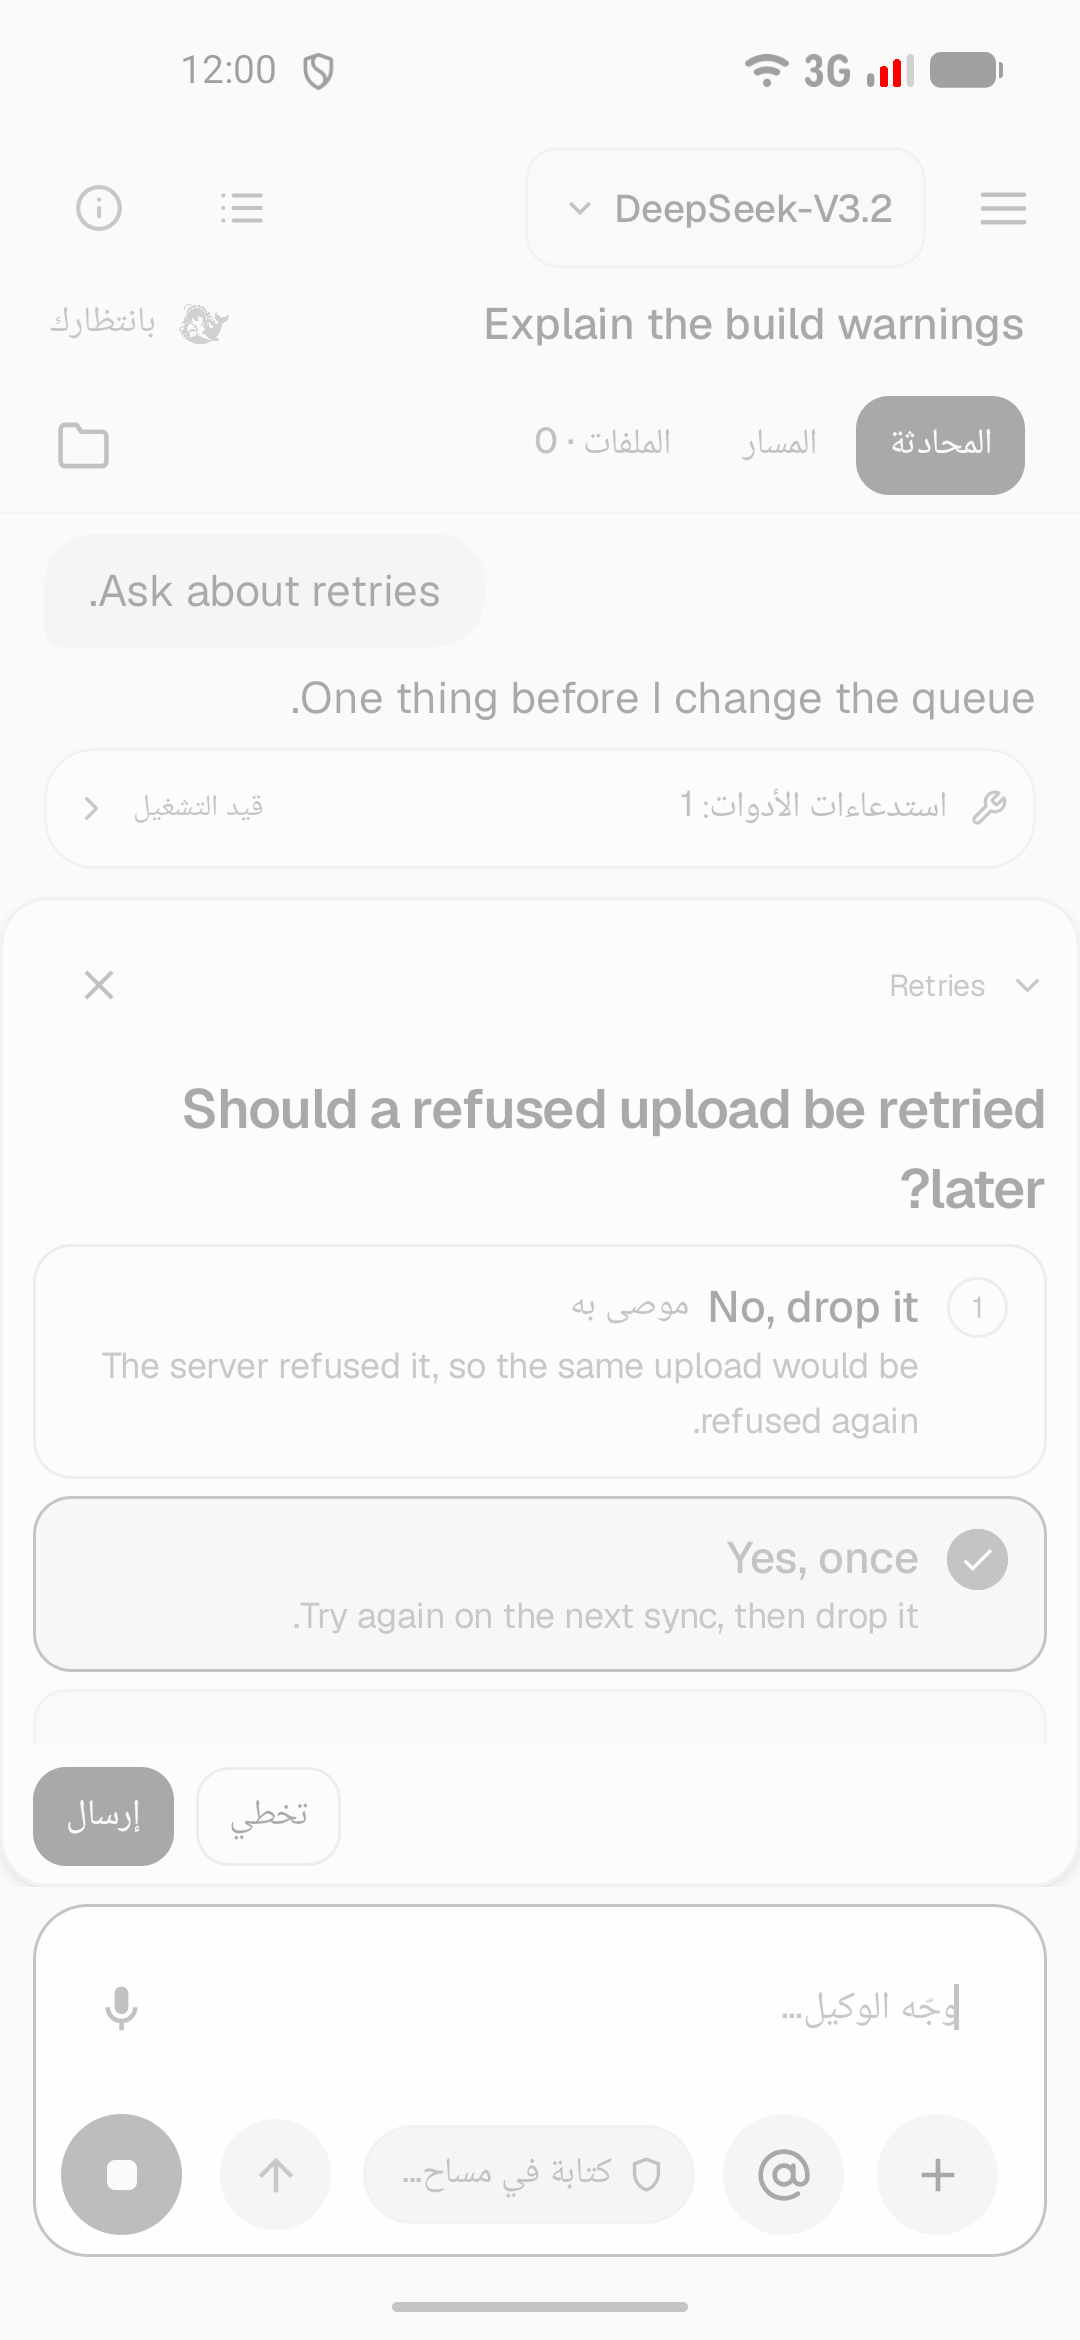 12:00
3G
DeepSeek-V3.2
Explain the build warnings
بانتظارك
المحادثة
المسار
الملفات · 0
Ask about retries.
One thing before I change the queue.
استدعاءات الأدوات: 1
قيد التشغيل
Retries
Should a refused upload be retried
later?
1
No, drop it موصى به
The server refused it, so the same upload would be
refused again.
Yes, once
Try again on the next sync, then drop it.
تخطي
إرسال
وجّه الوكيل...
كتابة في مساح...